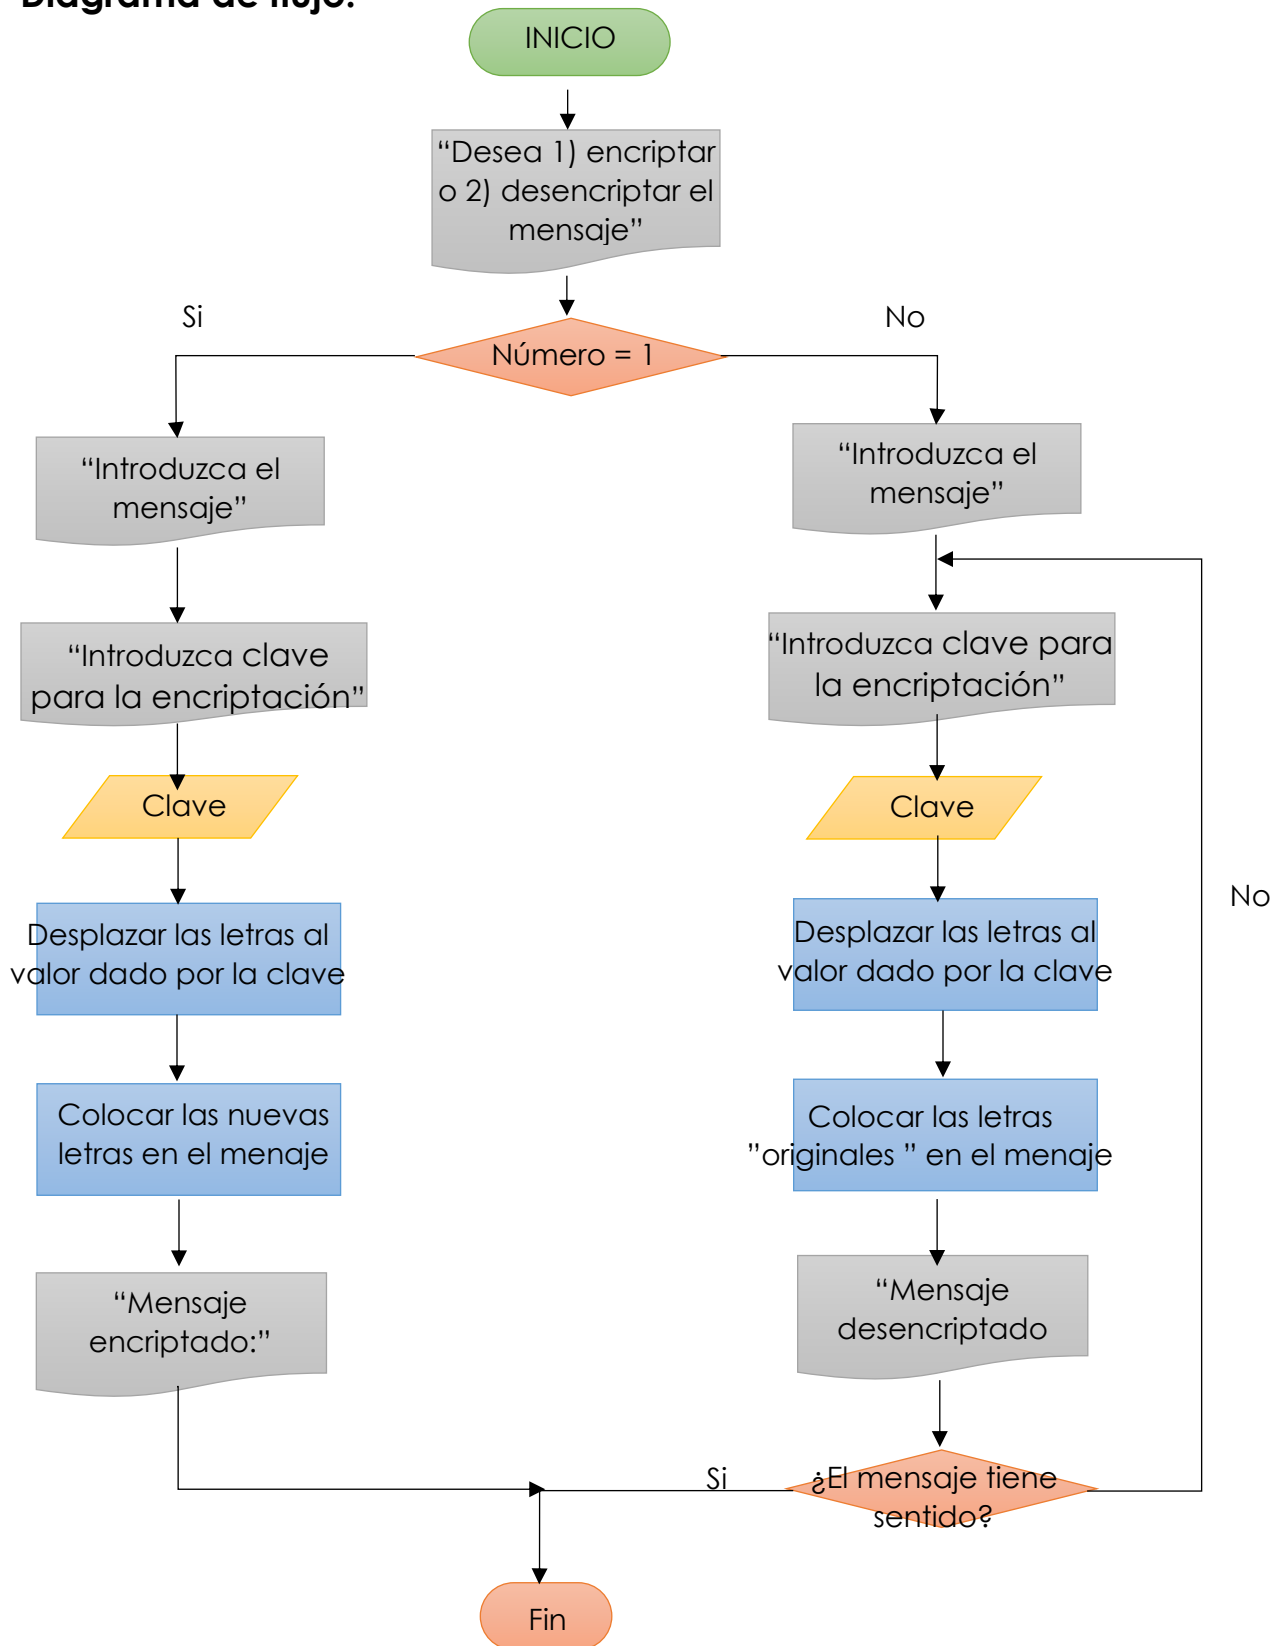 Diagrama de flujo:
INICIO
“Desea 1) encriptar
o 2) desencriptar el
mensaje”
Si
No
Número = 1
“Introduzca el
mensaje”
“Introduzca clave
para la encriptación”
Clave
Desplazar las letras al
valor dado por la clave
Colocar las nuevas
letras en el menaje
“Mensaje
encriptado:”
“Introduzca el
mensaje”
“Introduzca clave para
la encriptación”
Clave
Desplazar las letras al
valor dado por la clave
Colocar las letras
”originales ” en el menaje
“Mensaje
desencriptado
¿El mensaje tiene
sentido?
Si
No
Fin